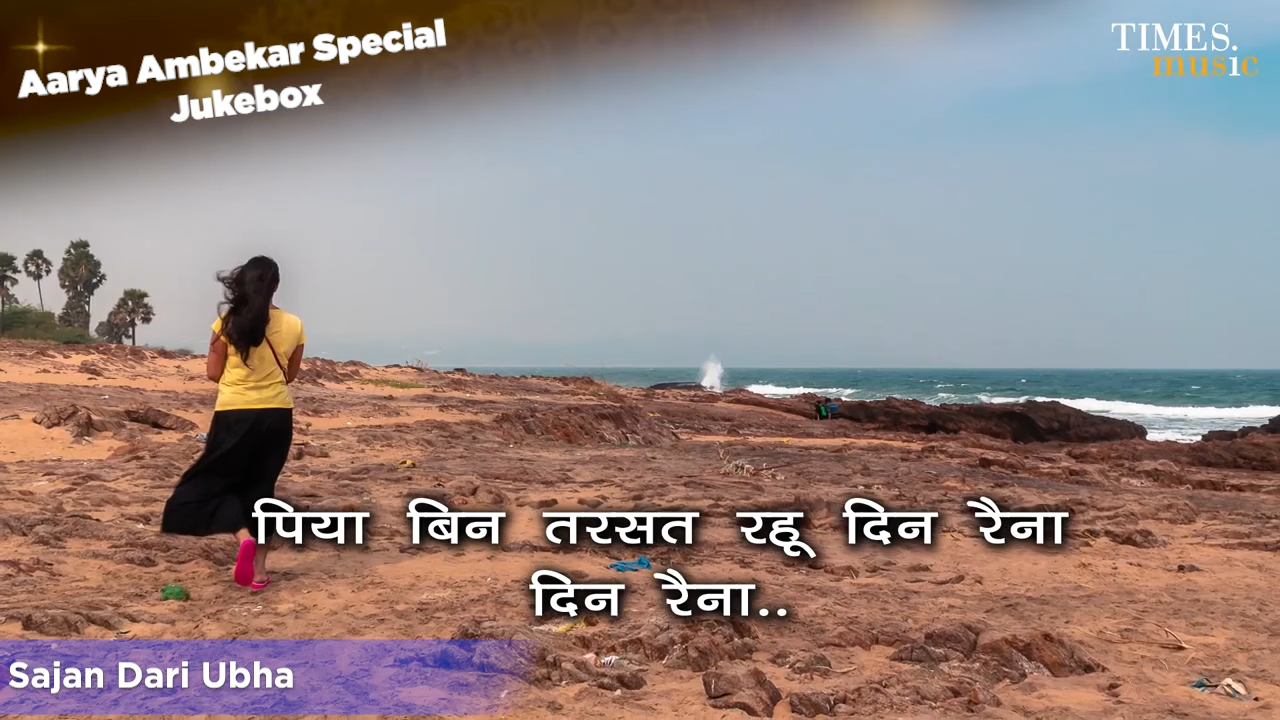 Aarya Ambekar Special
Jukebox
TIMES.
music
पिया बिन तरसत रहू दिन रैना
दिन रैना..
Sajan Dari Ubha